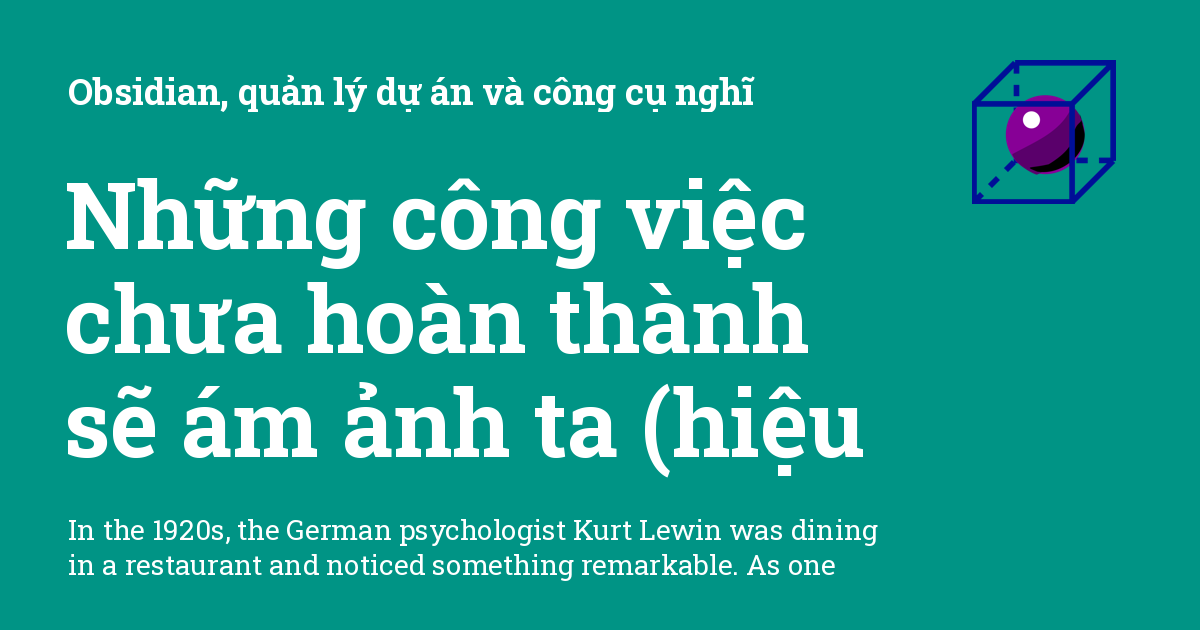 Obsidian, quản lý dự án và công cụ nghĩ
Những công việc
chưa hoàn thành
sẽ ám ảnh ta (hiệu
In the 1920s, the German psychologist Kurt Lewin was dining
in a restaurant and noticed something remarkable. As one